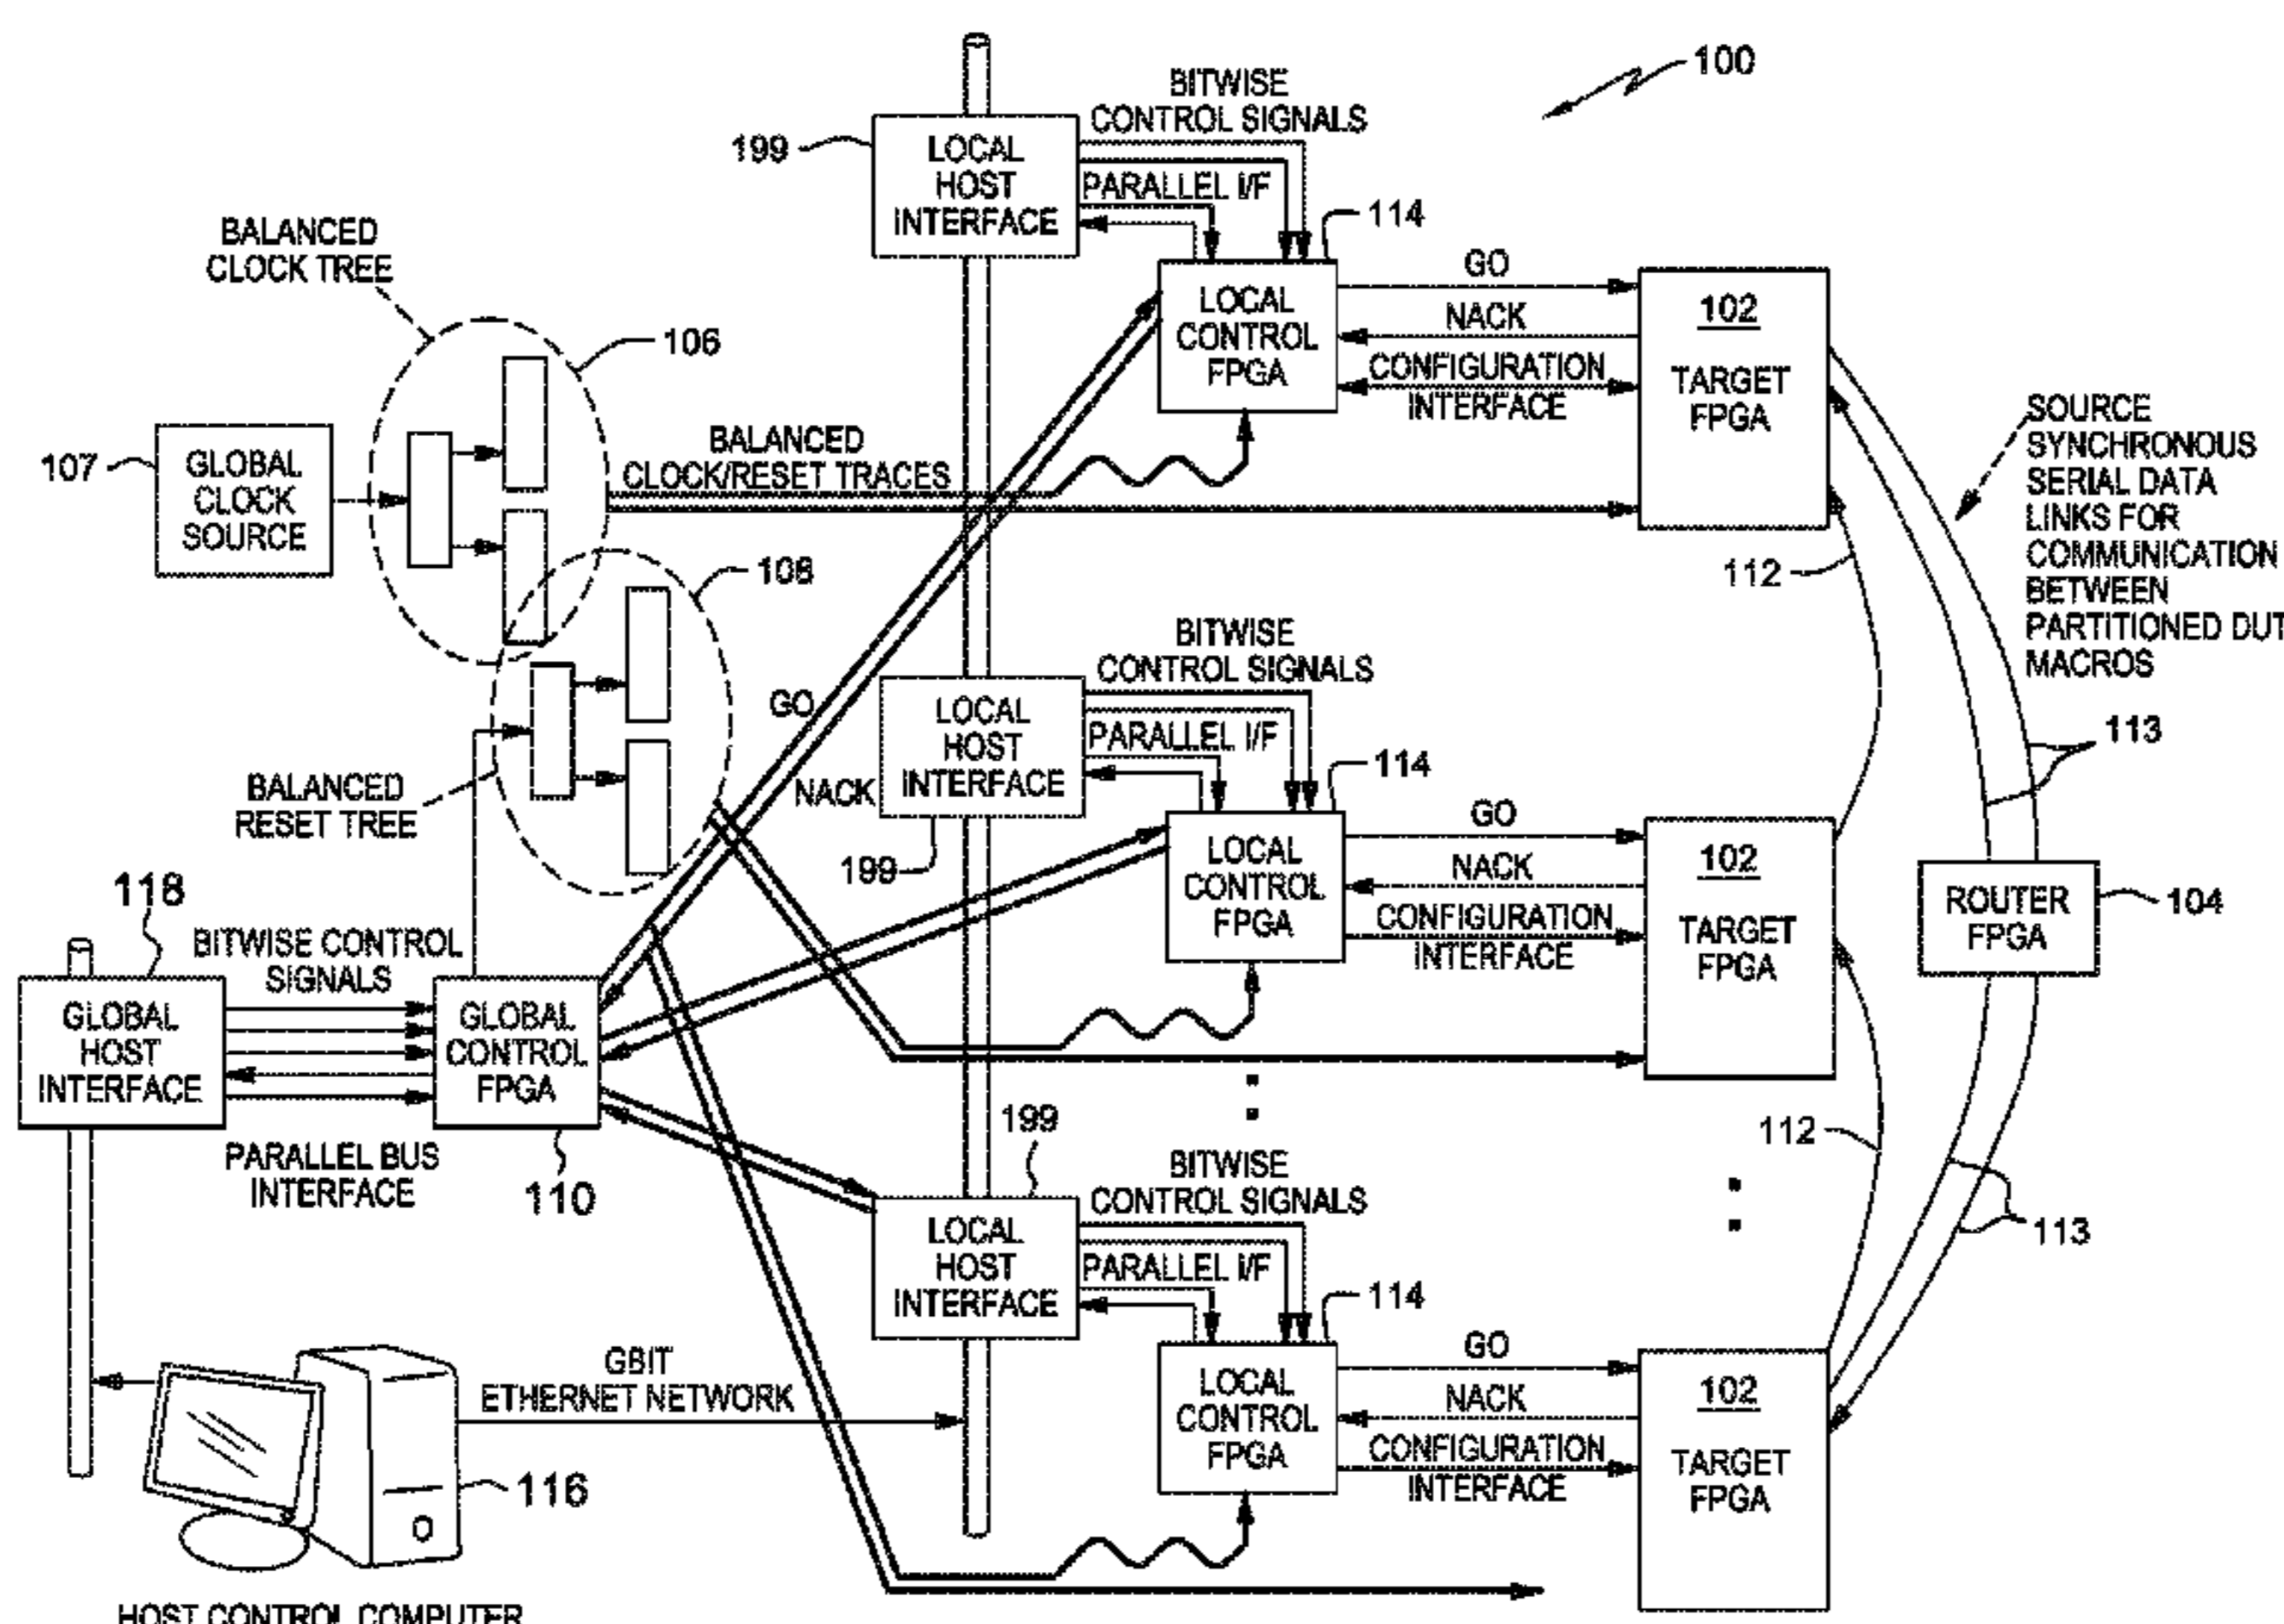 100
BITWISE
CONTROL SIGNALS
199
LOCAL
HOST
INTERFACE
PARALLEL I/F
114
BALANCED
CLOCK TREE
LOCAL
CONTROL
FPGA
GO
NACK
CONFIGURATION
INTERFACE
102
TARGET
FPGA
106
107
GLOBAL
CLOCK
SOURCE
BALANCED
CLOCK/RESET TRACES
SOURCE
SYNCHRONOUS
SERIAL DATA
LINKS FOR
COMMUNICATION
BETWEEN
PARTITIONED DUT
MACROS
112
108
BITWISE
CONTROL SIGNALS
GO
LOCAL
HOST
INTERFACE
PARALLEL I/F
114
113
BALANCED
RESET TREE
NACK
199
LOCAL
CONTROL
FPGA
GO
NACK
CONFIGURATION
INTERFACE
102
TARGET
FPGA
ROUTER
FPGA
104
118
BITWISE CONTROL
SIGNALS
GLOBAL
HOST
INTERFACE
GLOBAL
CONTROL
FPGA
PARALLEL BUS
INTERFACE
110
199
BITWISE
CONTROL SIGNALS
112
113
LOCAL
HOST
INTERFACE
PARALLEL I/F
114
GBIT
ETHERNET NETWORK
LOCAL
CONTROL
FPGA
GO
NACK
CONFIGURATION
INTERFACE
102
TARGET
FPGA
116
HOST CONTROL COMPUTER